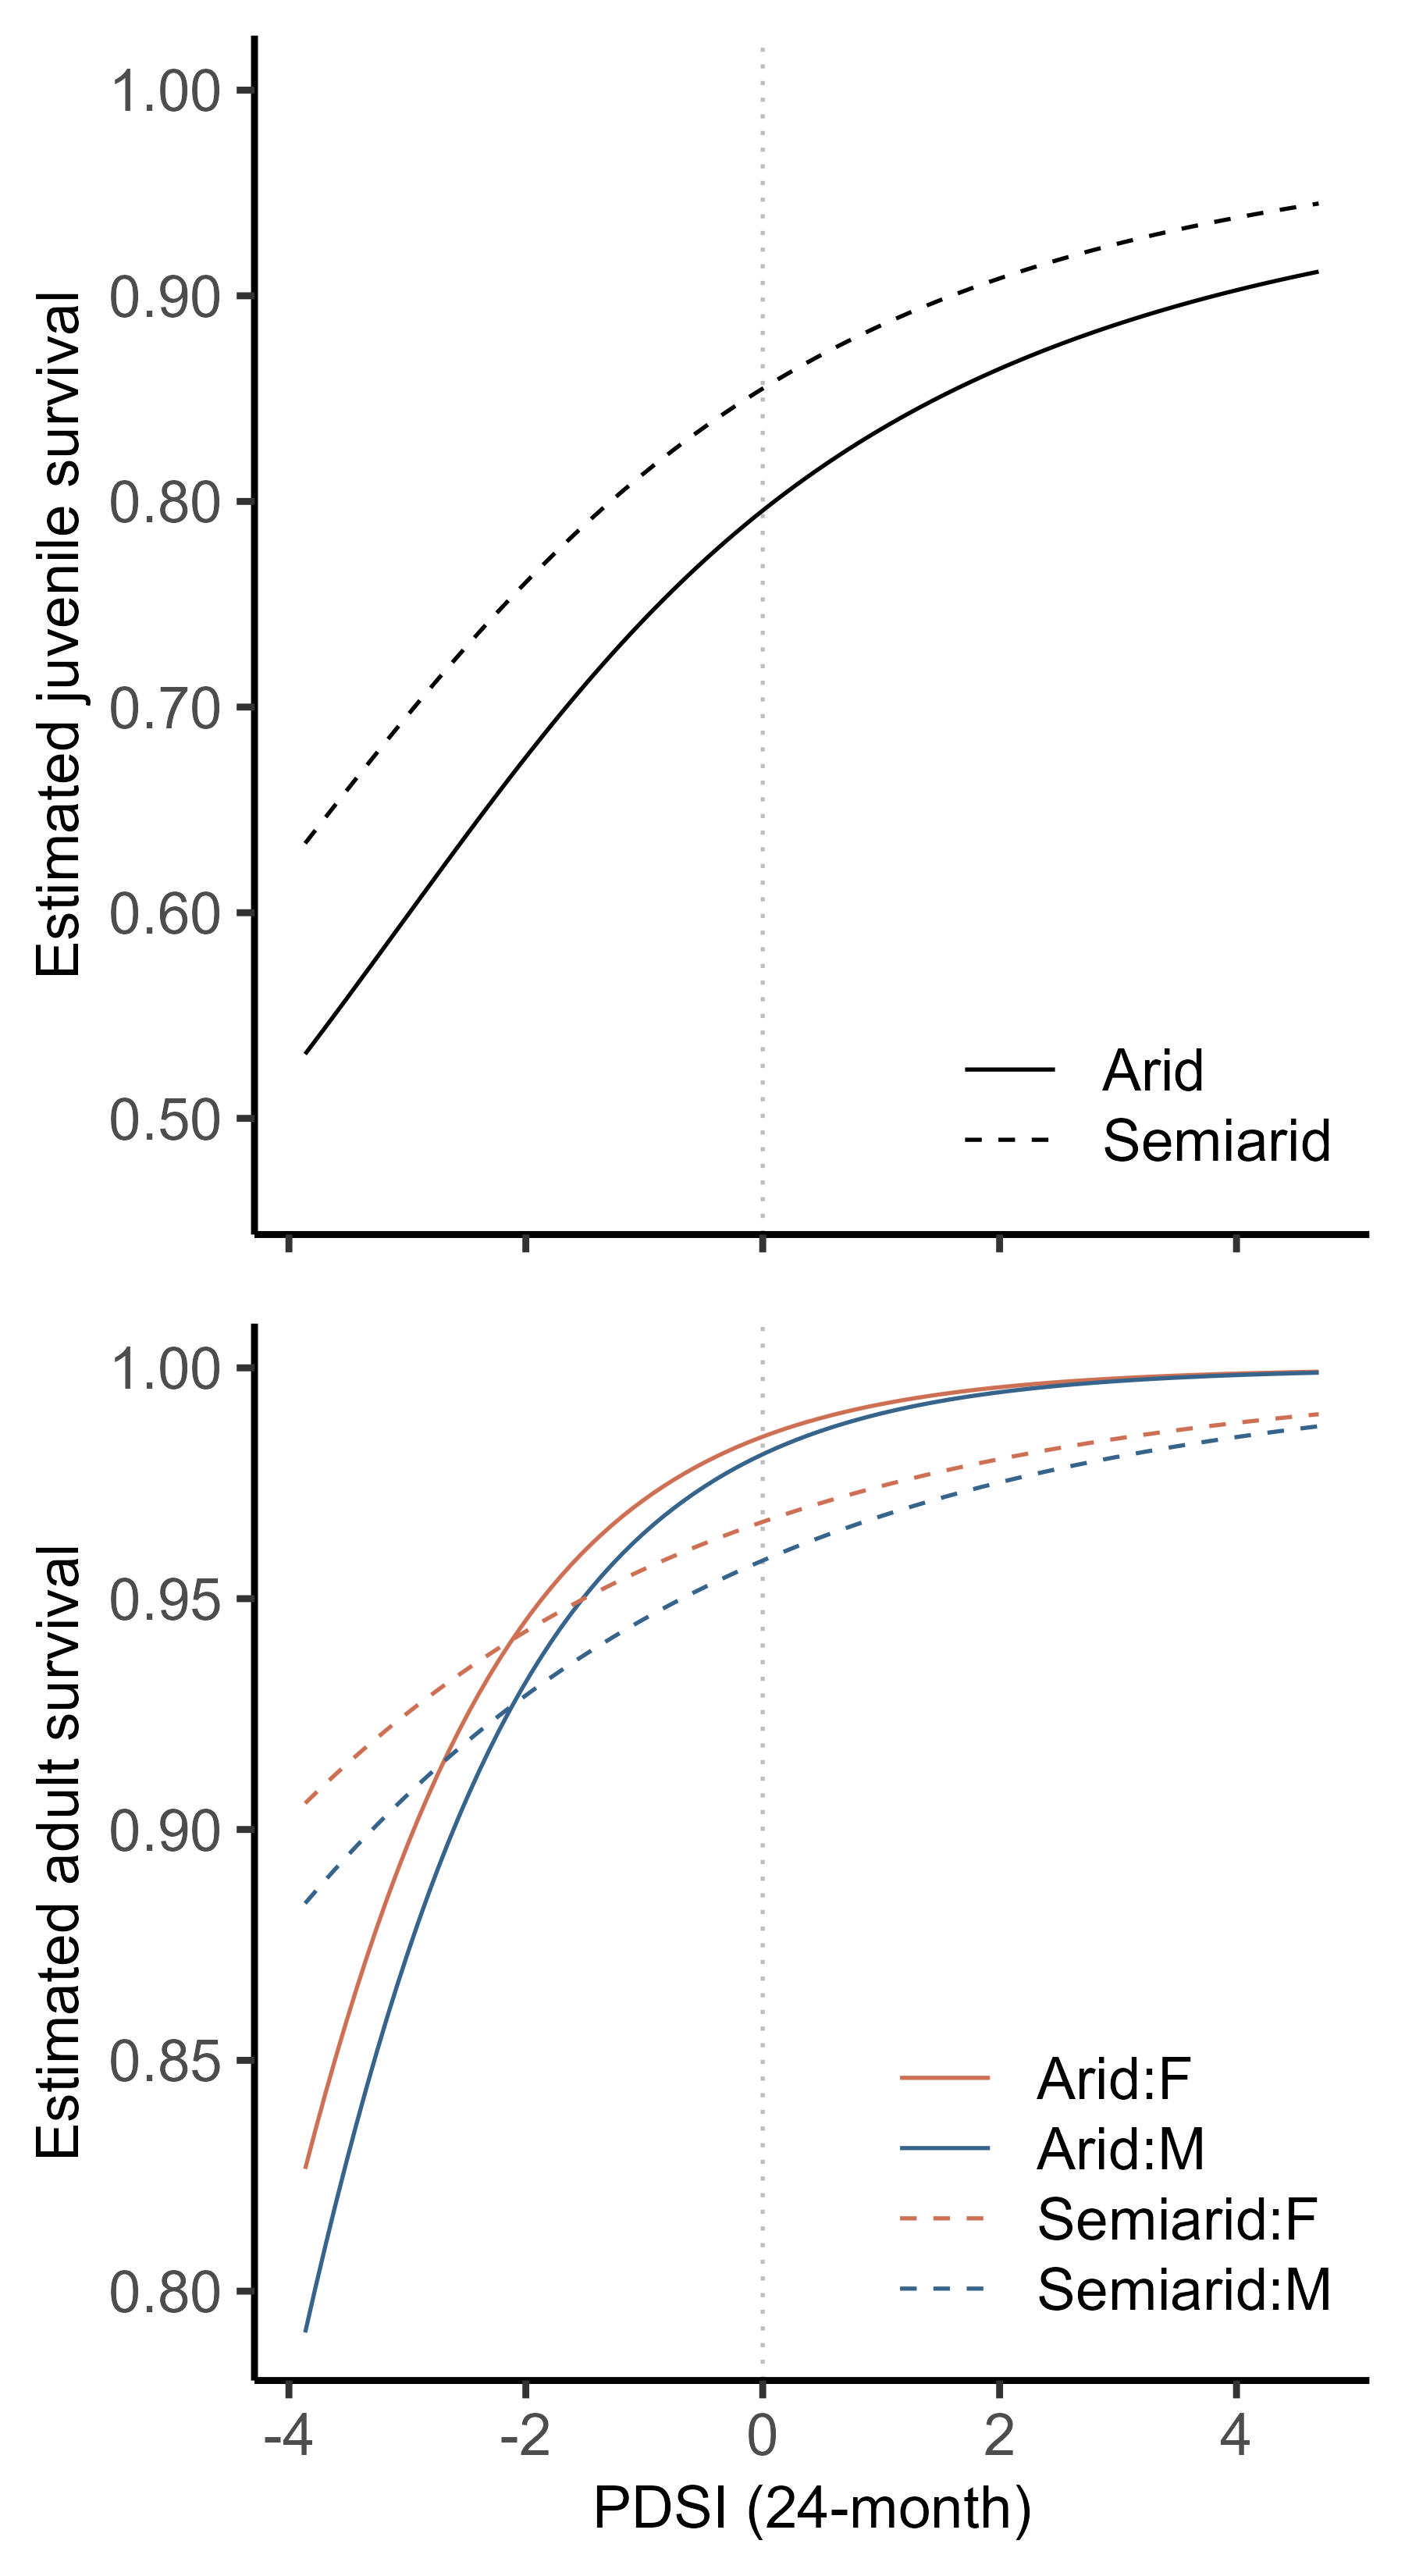 Estimated juvenile survival
1.00
0.90
0.80
0.70
0.60
0.50
Arid
Semiarid
Estimated adult survival
1.00
0.95
0.90
0.85
0.80
Arid:F
Arid:M
Semiarid:F
Semiarid:M
-4 -2 0 2 4
PDSI (24-month)